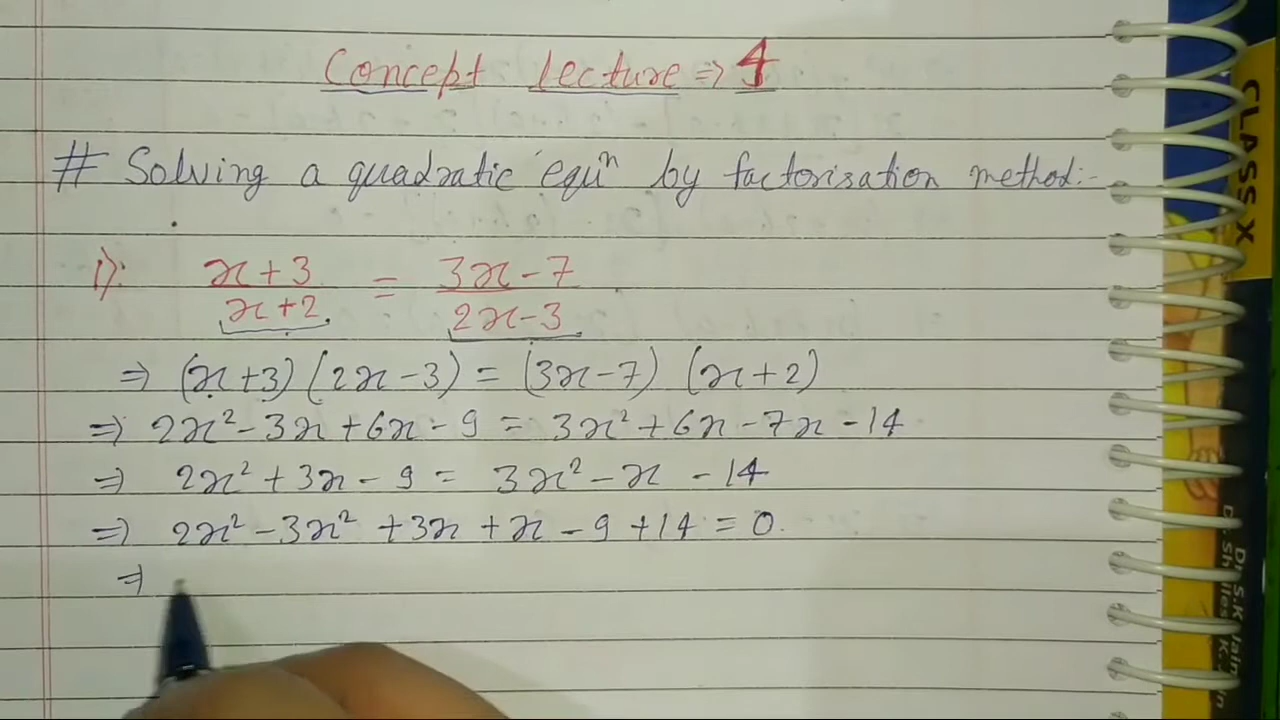 Concept Lecture ⇒ 4
# Solving a quadratic equⁿ by factorisation method:-
1): (x+3)/(x+2) = (3x-7)/(2x-3)
⇒ (x+3)(2x-3) = (3x-7) (x+2)
⇒ 2x²-3x+6x-9 = 3x²+6x-7x-14
⇒ 2x²+3x-9 = 3x²-x-14
⇒ 2x²-3x²+3x+x-9+14=0.
⇒
CLASS X
Dr. S.K. Jain